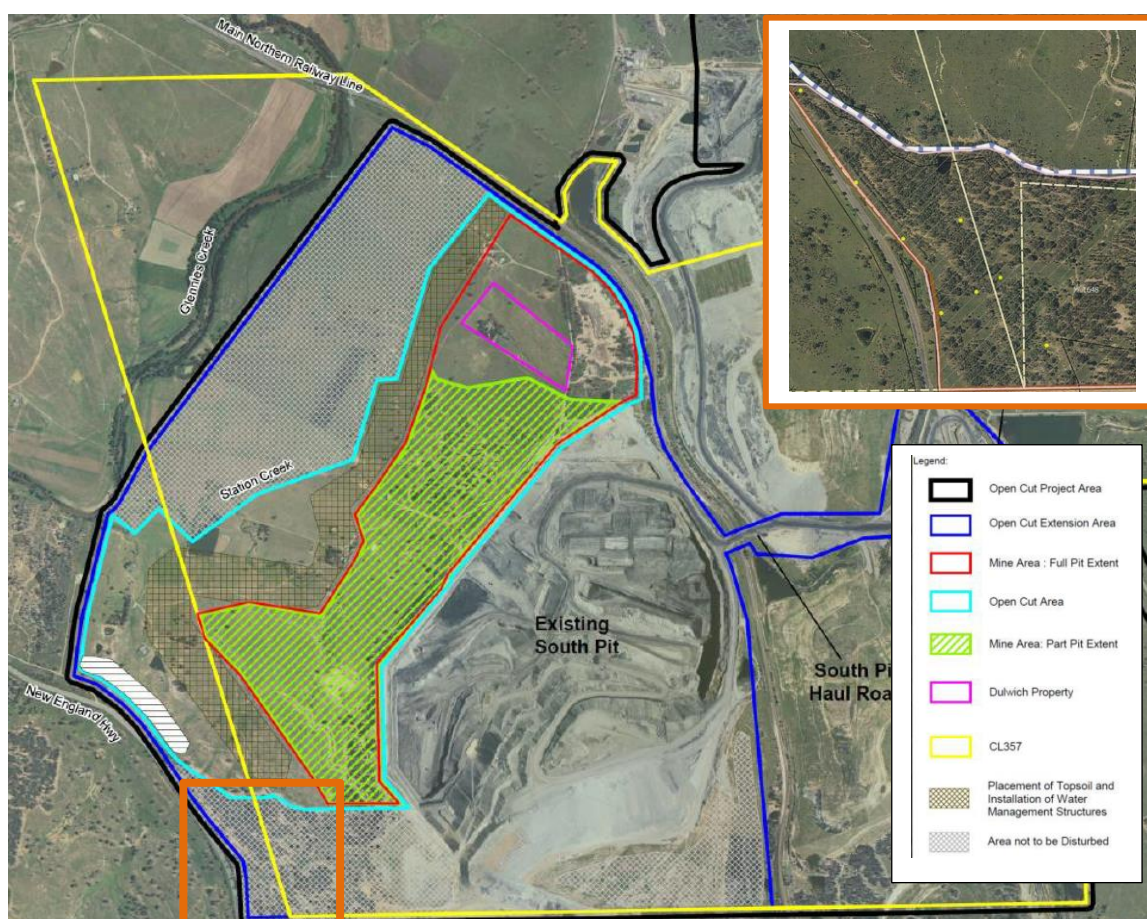 Main Northern Railway Line
Glennies Creek
Station Creek
Existing
South Pit
South Pi
Haul Roa
New England Hwy
Legend:
Open Cut Project Area
Open Cut Extension Area
Mine Area : Full Pit Extent
Open Cut Area
Mine Area: Part Pit Extent
Dulwich Property
CL357
Placement of Topsoil and
Installation of Water
Management Structures
Area not to be Disturbed